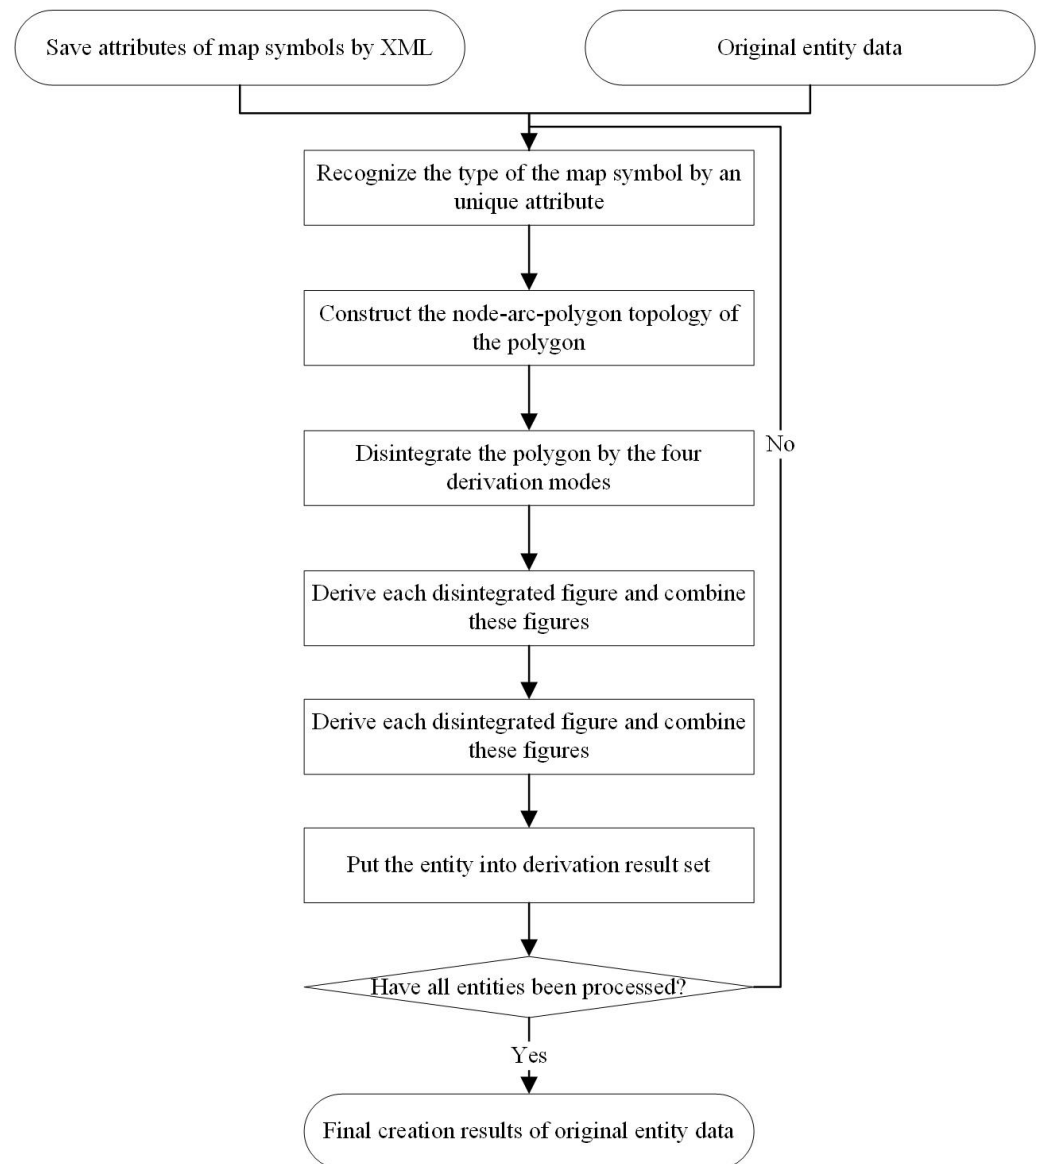 Save attributes of map symbols by XML
Original entity data
Recognize the type of the map symbol by an
unique attribute
Construct the node-arc-polygon topology of
the polygon
Disintegrate the polygon by the four
derivation modes
No
Derive each disintegrated figure and combine
these figures
Derive each disintegrated figure and combine
these figures
Put the entity into derivation result set
Have all entities been processed?
Yes
Final creation results of original entity data